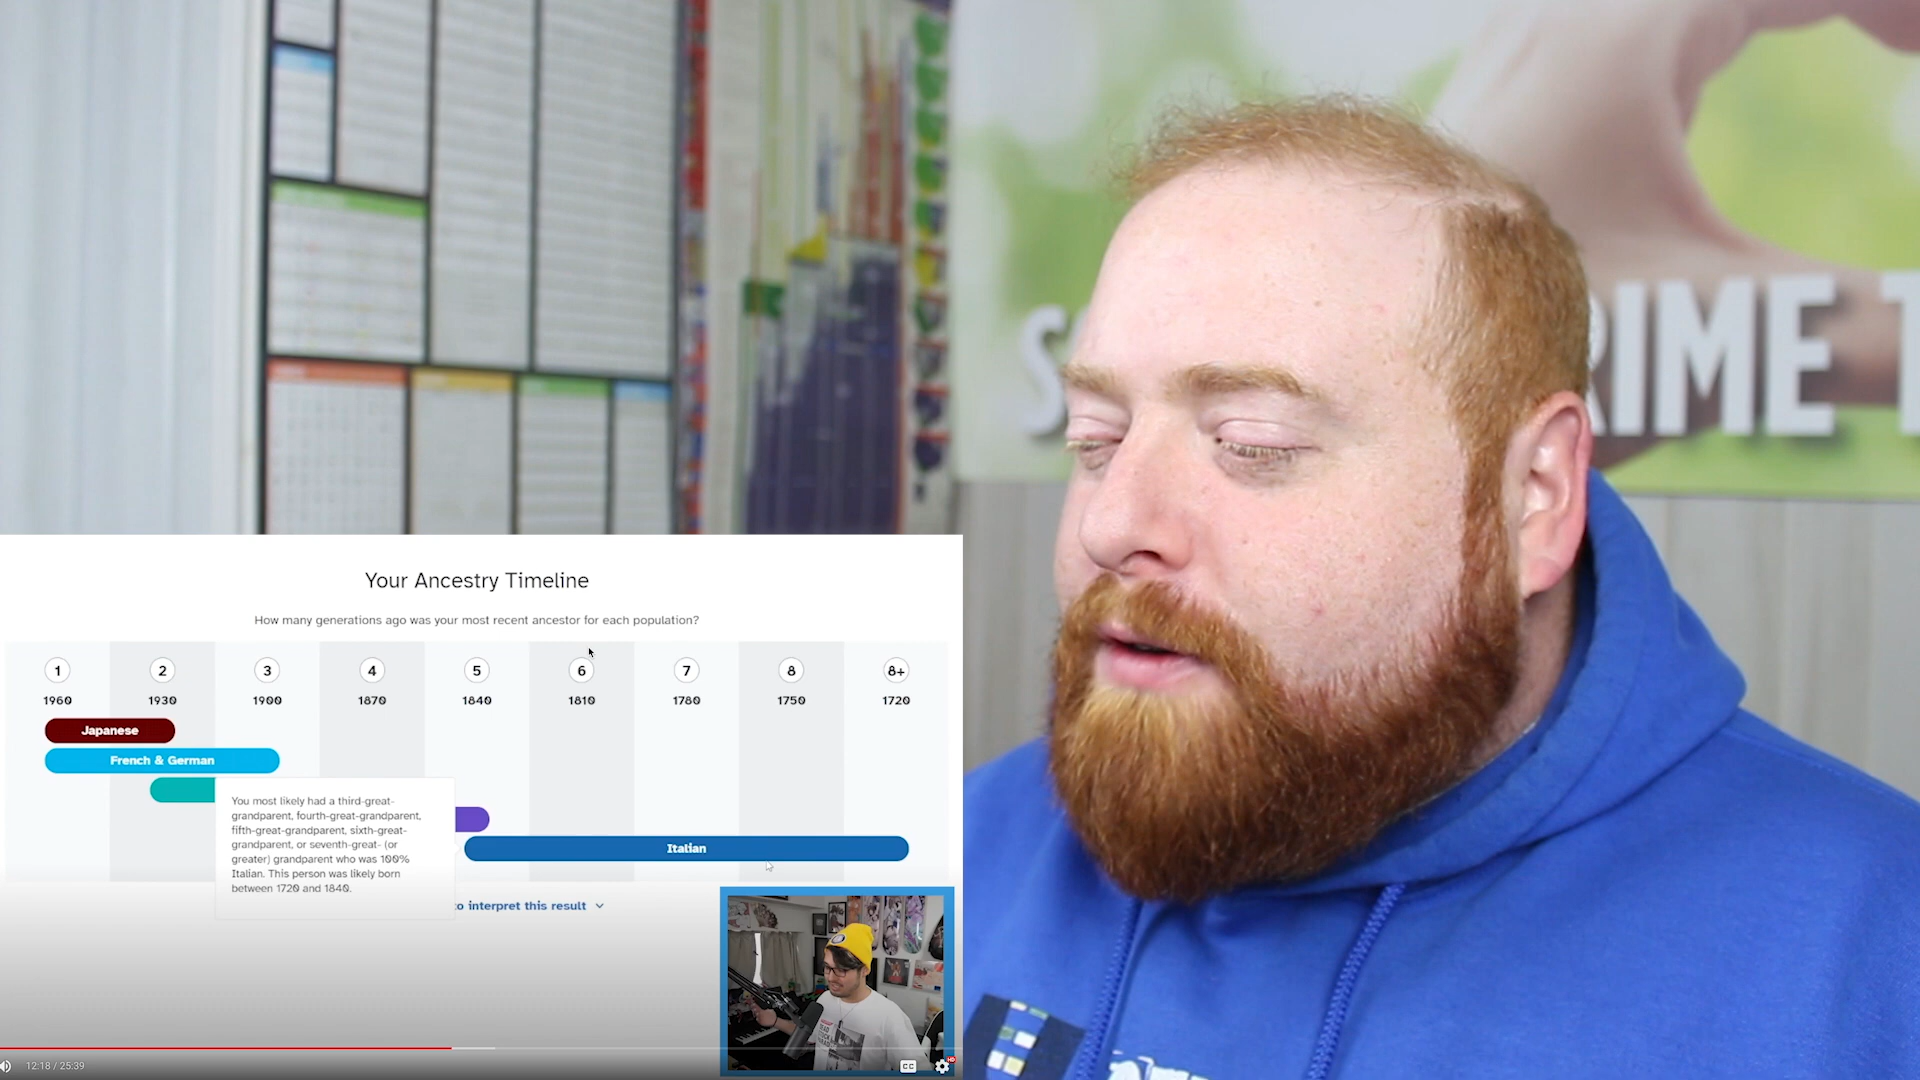 RIME T
Your Ancestry Timeline
How many generations ago was your most recent ancestor for each population?
1 2 3 4 5 6 7 8 8+
1960 1930 1900 1870 1840 1810 1780 1750 1720
Japanese
French & German
You most likely had a third-great-
grandparent, fourth-great-grandparent,
fifth-great-grandparent, sixth-great-
grandparent, or seventh-great- (or
greater) grandparent who was 100%
Italian. This person was likely born
between 1720 and 1840.
Italian
to interpret this result
12:18 / 25:39
CC
HD